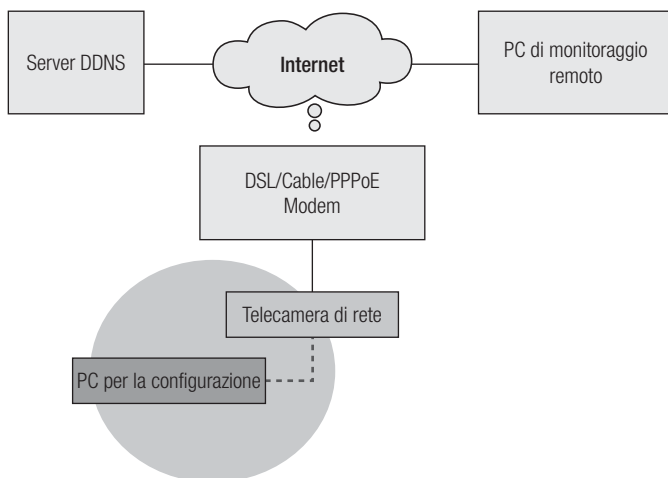 Server DDNS
Internet
PC di monitoraggio
remoto
DSL/Cable/PPPoE
Modem
Telecamera di rete
PC per la configurazione